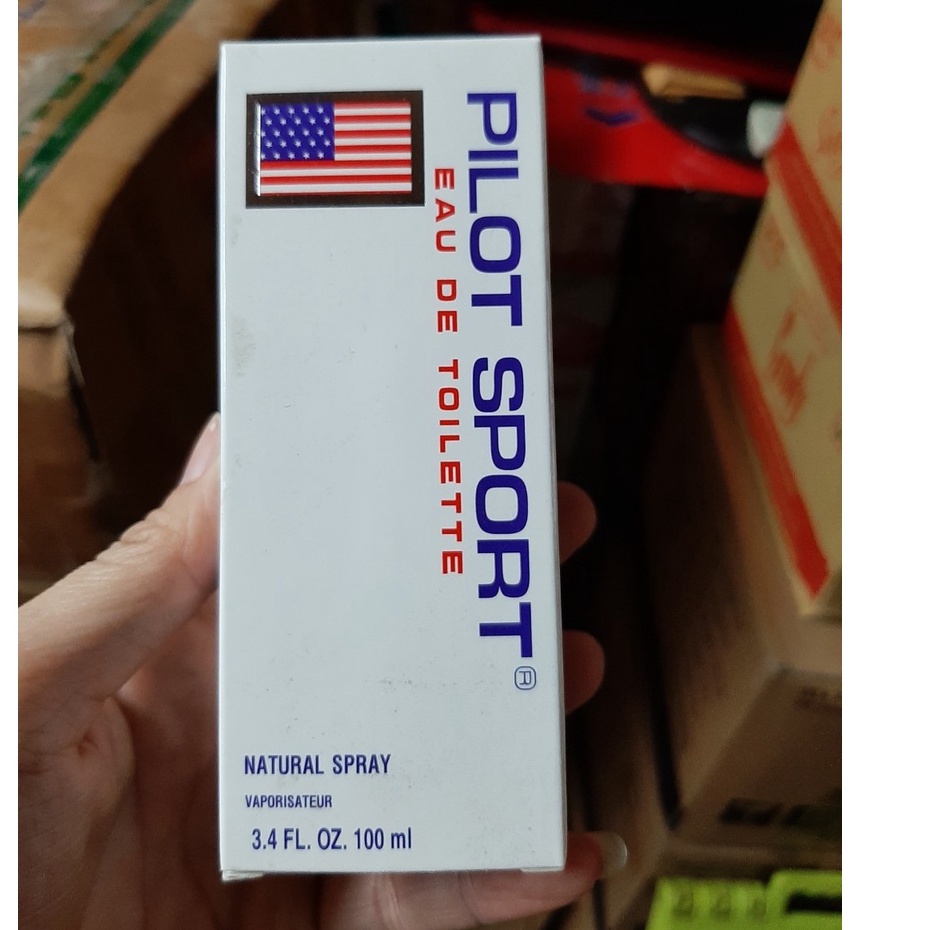 PILOT SPORT®
EAU DE TOILETTE
NATURAL SPRAY
VAPORISATEUR
3.4 FL. OZ. 100 ml